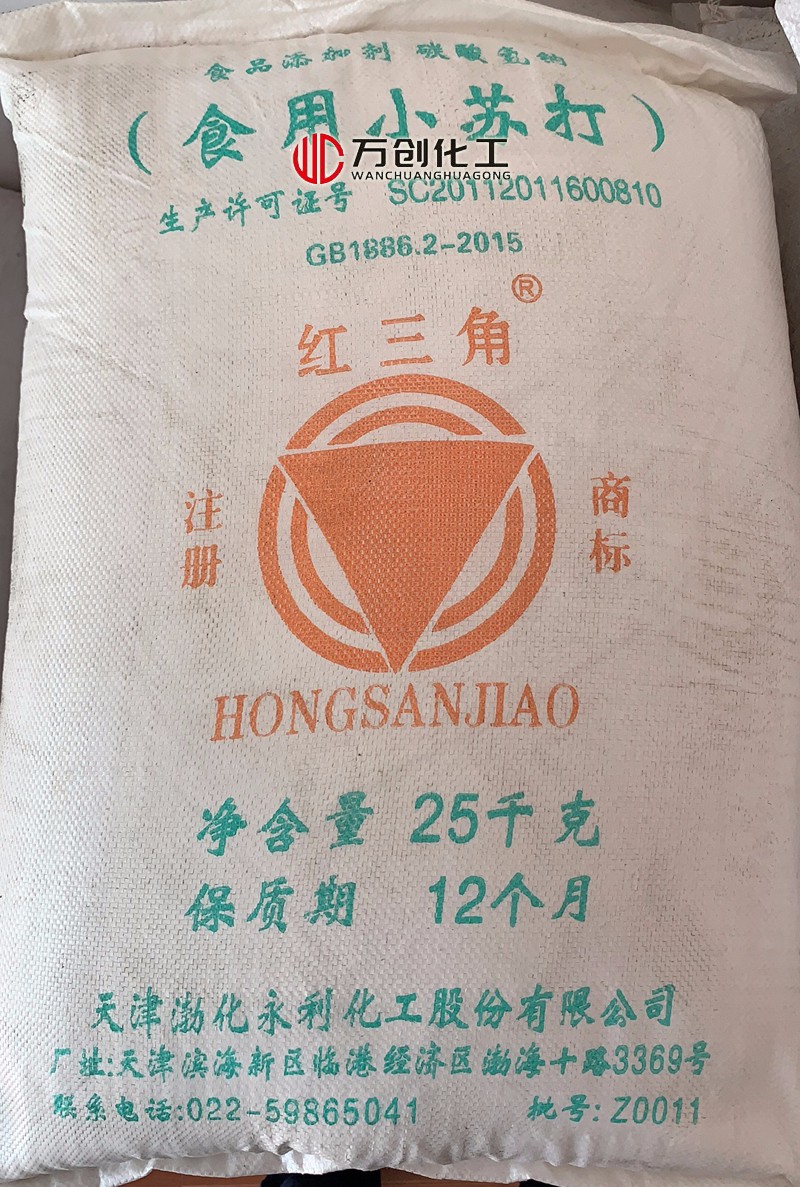 食品添加剂 碳酸氢钠
（食用小苏打）
万创化工
WANCHUANGHUAGONG
生产许可证号 SC20112011600810
GB1886.2-2015
®
红三角
注册
商标
HONGSANJIAO
净含量 25千克
保质期 12个月
天津渤化永利化工股份有限公司
厂址:天津滨海新区临港经济区渤海十路3369号
联系电话:022-59865041 批号:Z0011